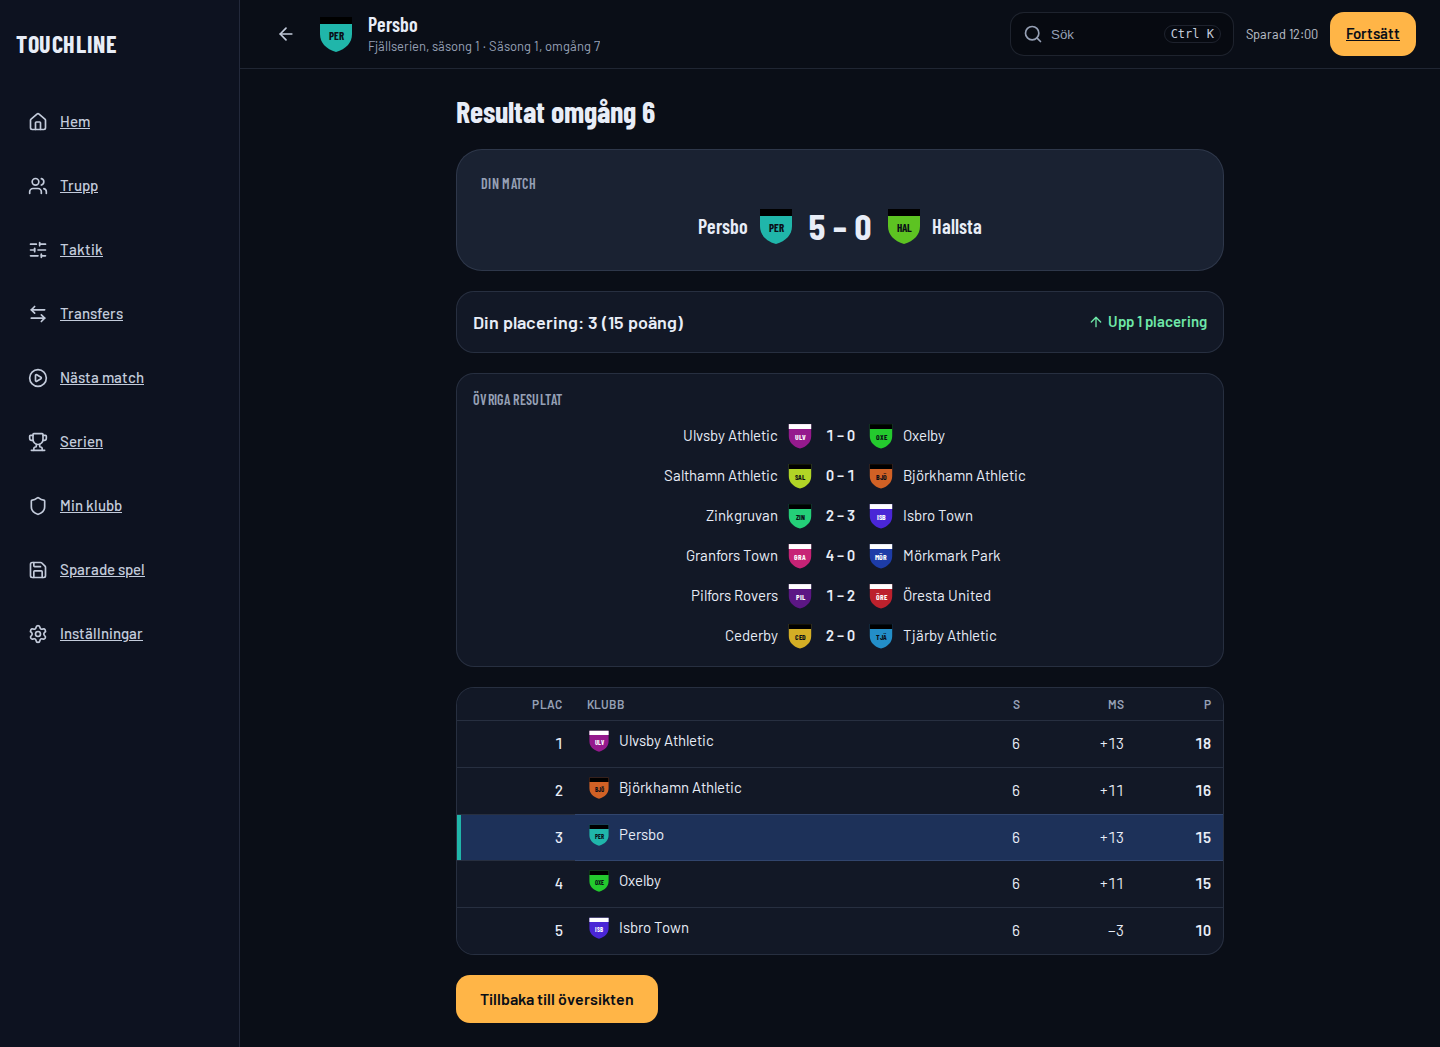 TOUCHLINE
Hem
Trupp
Taktik
Transfers
Nästa match
Serien
Min klubb
Sparade spel
Inställningar
PER
Persbo
Fjällserien, säsong 1 · Säsong 1, omgång 7
Sök
Ctrl K
Sparad 12:00
Fortsätt
Resultat omgång 6
DIN MATCH
Persbo PER 5 – 0 HAL Hallsta
Din placering: 3 (15 poäng)
Upp 1 placering
ÖVRIGA RESULTAT
Ulvsby Athletic ULV 1 – 0 OXE Oxelby
Salthamn Athletic SAL 0 – 1 BJÖ Björkhamn Athletic
Zinkgruvan ZIN 2 – 3 ISB Isbro Town
Granfors Town GRA 4 – 0 MÖR Mörkmark Park
Pilfors Rovers PIL 1 – 2 ÖRE Öresta United
Cederby CED 2 – 0 TJÄ Tjärby Athletic
PLAC KLUBB S MS P
1 ULV Ulvsby Athletic 6 +13 18
2 BJÖ Björkhamn Athletic 6 +11 16
3 PER Persbo 6 +13 15
4 OXE Oxelby 6 +11 15
5 ISB Isbro Town 6 −3 10
Tillbaka till översikten